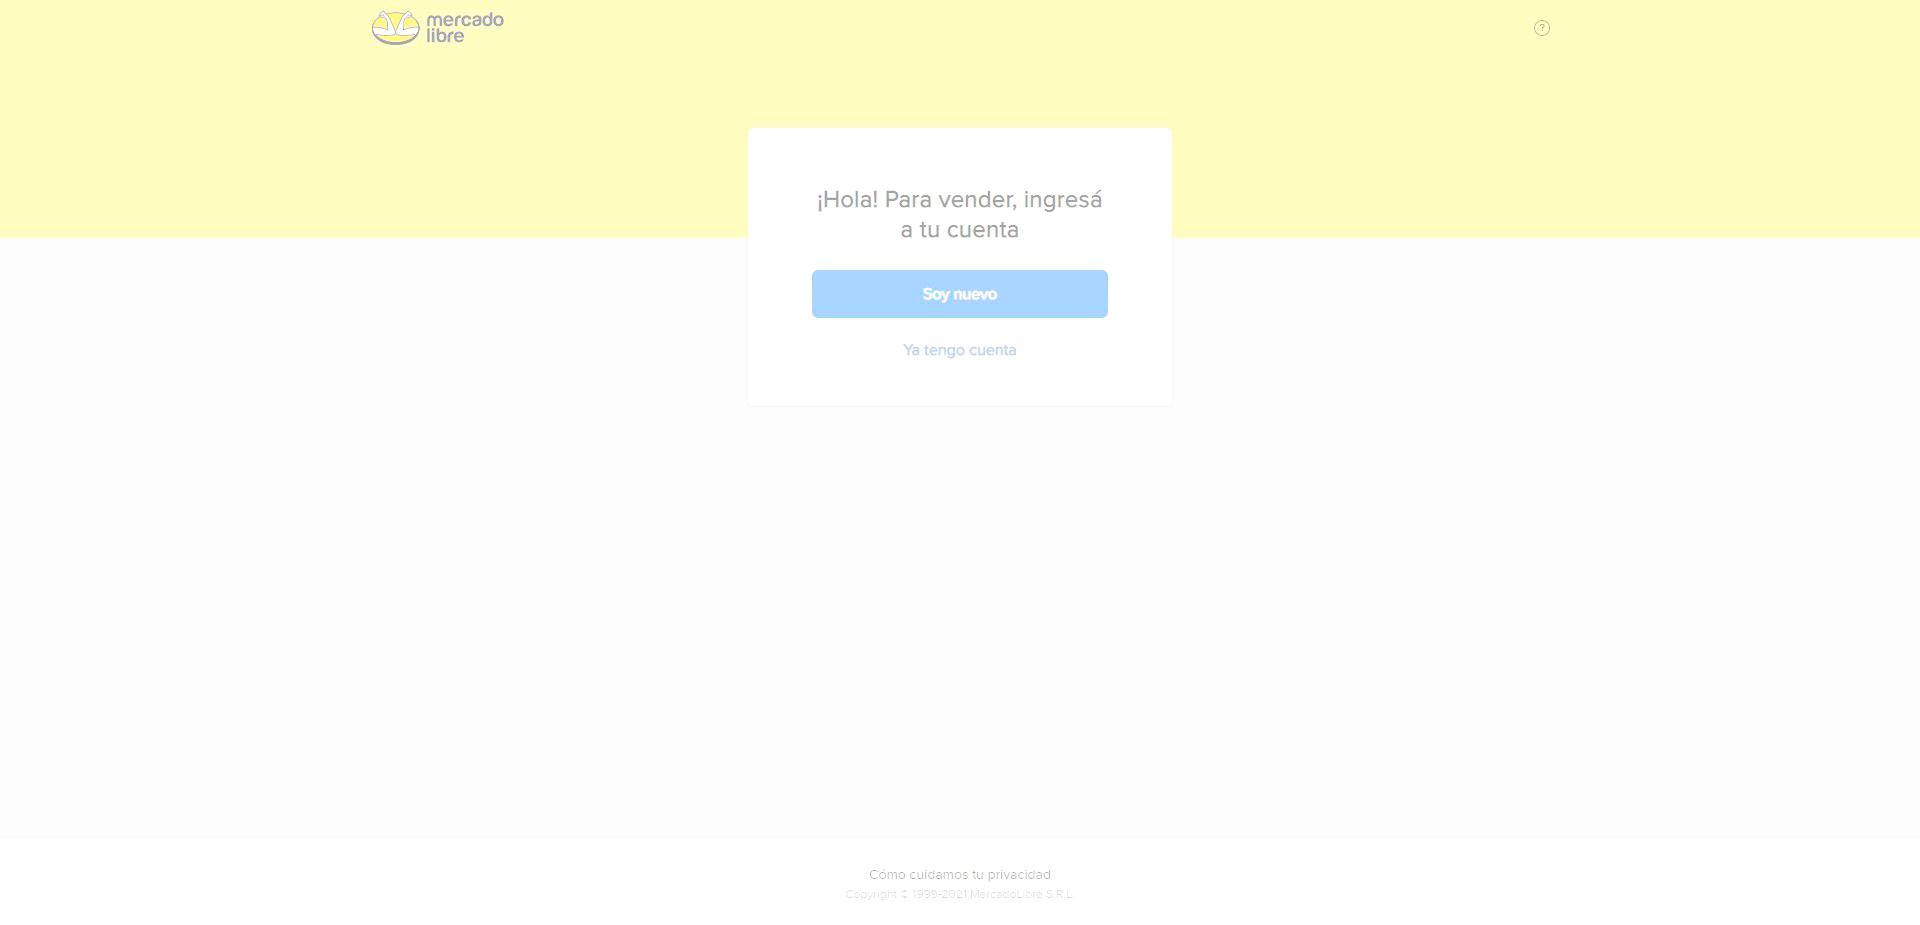 mercado
libre
?
¡Hola! Para vender, ingresá
a tu cuenta
Soy nuevo
Ya tengo cuenta
Cómo cuidamos tu privacidad
Copyright © 1999-2021 MercadoLibre S.R.L.